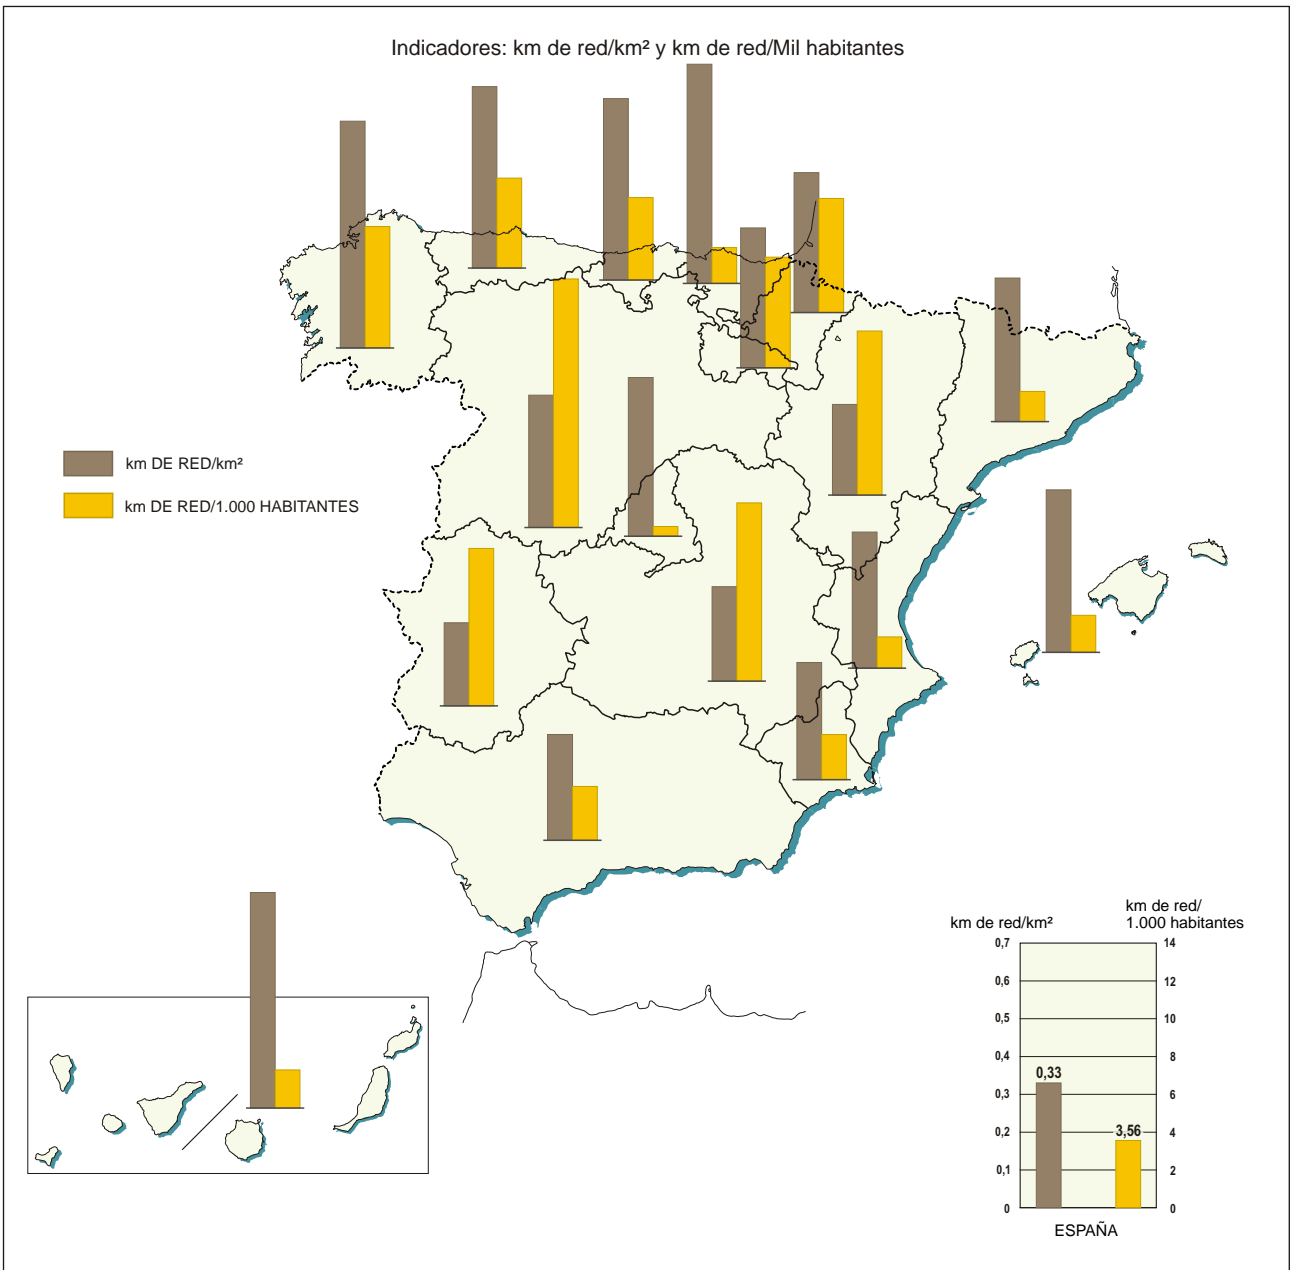 Indicadores: km de red/km² y km de red/Mil habitantes
km DE RED/km²
km DE RED/1.000 HABITANTES
km de red/km²
km de red/
1.000 habitantes
0,7
14
0,6
12
0,5
10
0,4
8
0,33
0,3
6
3,56
0,2
4
0,1
2
0
0
ESPAÑA